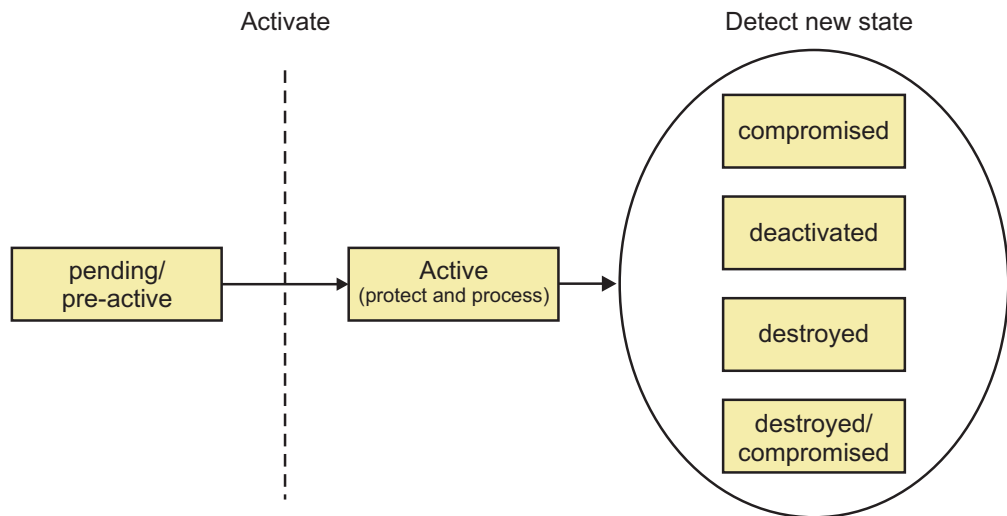 Activate
Detect new state
compromised
deactivated
pending/
pre-active
Active
(protect and process)
destroyed
destroyed/
compromised